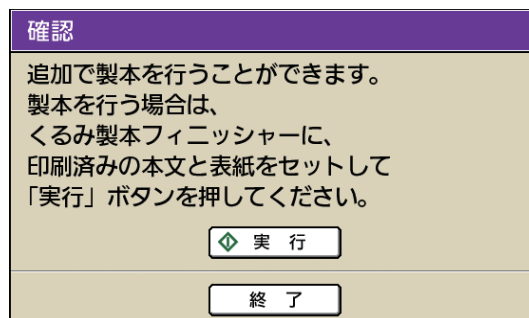 確認
追加で製本を行うことができます。
製本を行う場合は、
くるみ製本フィニッシャーに、
印刷済みの本文と表紙をセットして
「実行」ボタンを押してください。
実 行
終 了